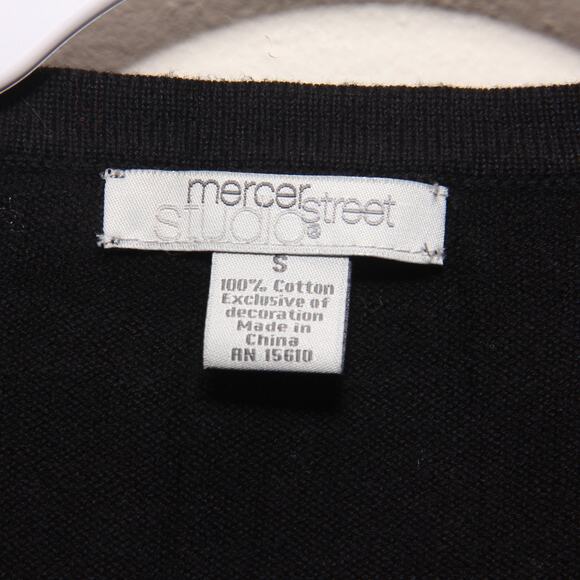 mercer street
studio®
S
100% Cotton
Exclusive of
decoration
Made in
China
RN 15610